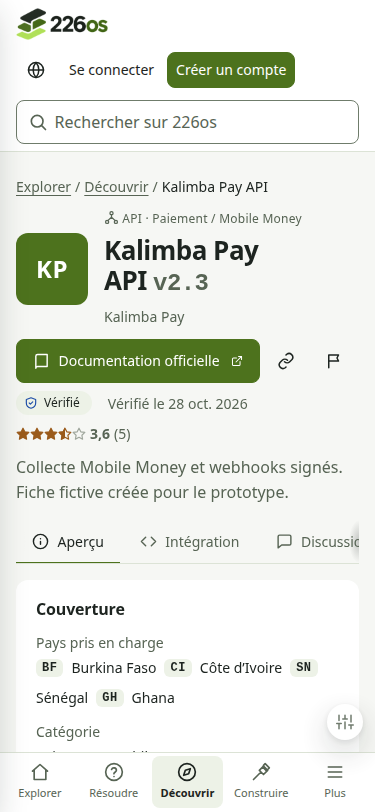 226os
Se connecter
Créer un compte
Rechercher sur 226os
Explorer / Découvrir / Kalimba Pay API
API · Paiement / Mobile Money
KP
Kalimba Pay
API v2.3
Kalimba Pay
Documentation officielle
Vérifié
Vérifié le 28 oct. 2026
3,6 (5)
Collecte Mobile Money et webhooks signés.
Fiche fictive créée pour le prototype.
Aperçu
Intégration
Couverture
Pays pris en charge
BF Burkina Faso CI Côte d’Ivoire SN
Sénégal GH Ghana
Catégorie
Explorer
Résoudre
Découvrir
Construire
Plus